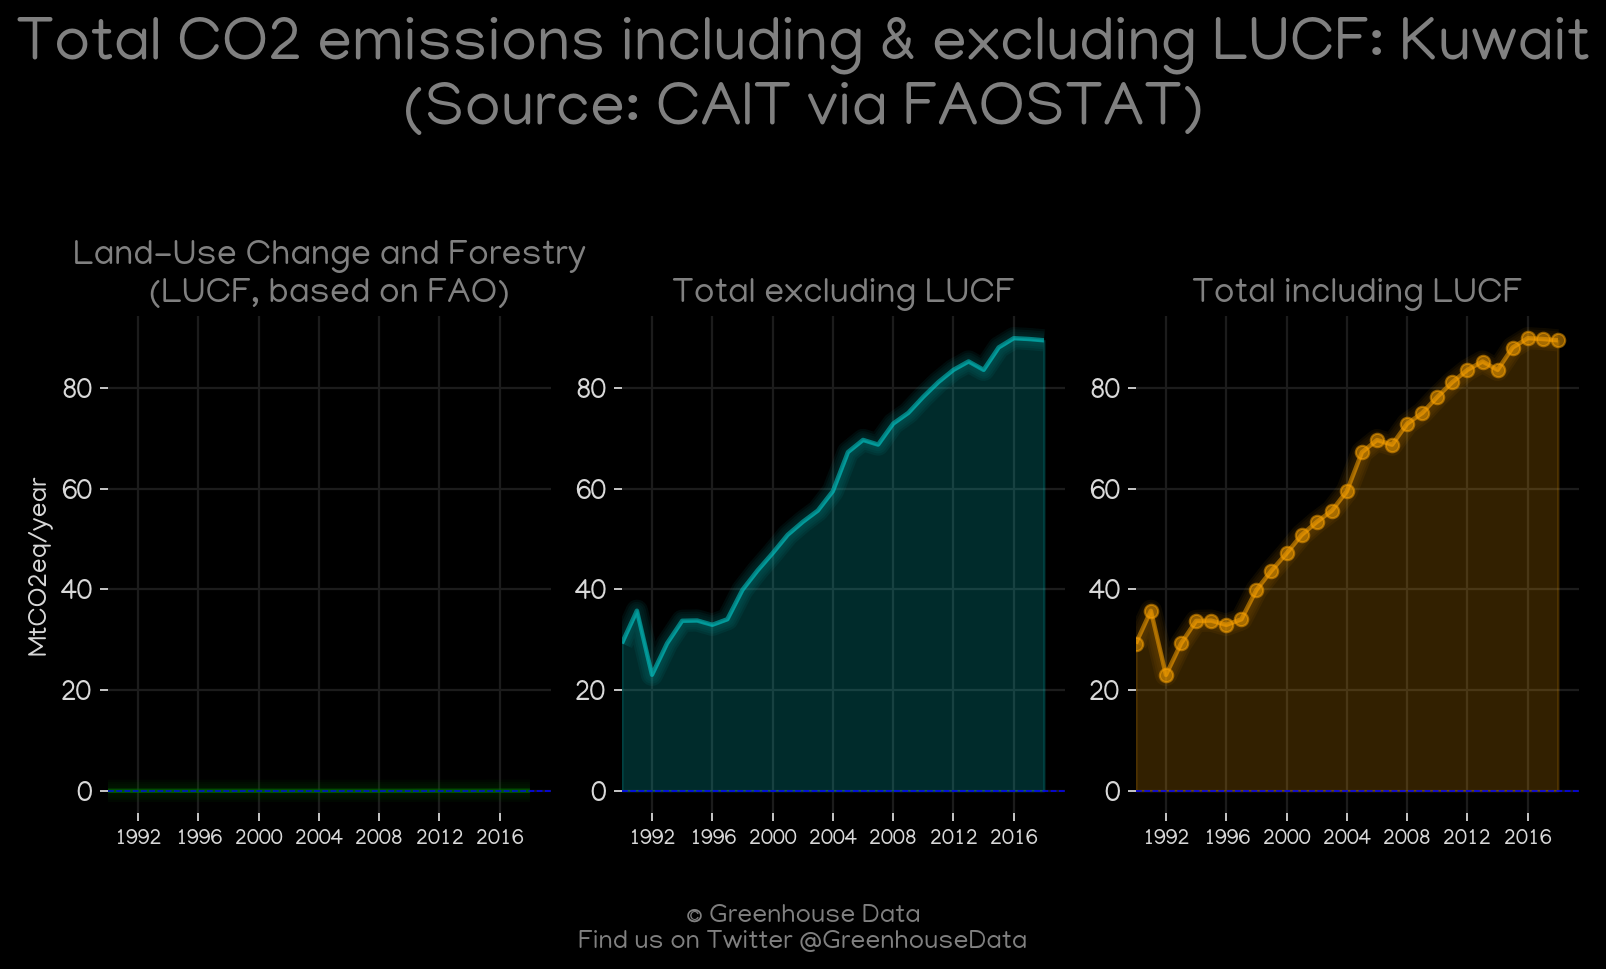 Total CO2 emissions including & excluding LUCF: Kuwait
(Source: CAIT via FAOSTAT)
Land-Use Change and Forestry
(LUCF, based on FAO)
MtCO2eq/year
80
60
40
20
0
1992 1996 2000 2004 2008 2012 2016
Total excluding LUCF
80
60
40
20
0
1992 1996 2000 2004 2008 2012 2016
Total including LUCF
80
60
40
20
0
1992 1996 2000 2004 2008 2012 2016
© Greenhouse Data
Find us on Twitter @GreenhouseData